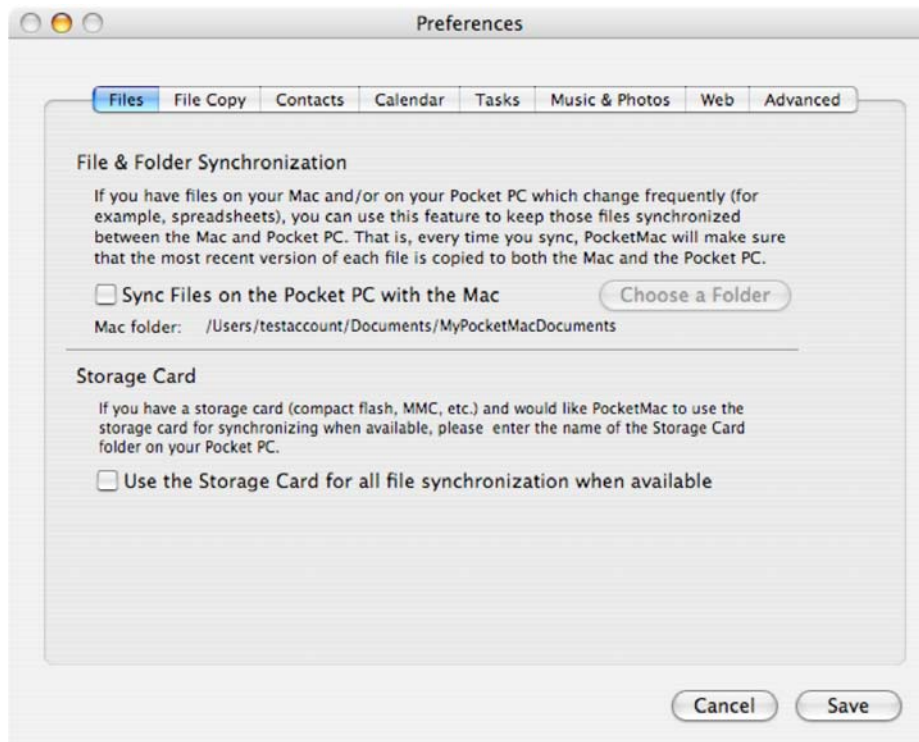 Preferences
Files File Copy Contacts Calendar Tasks Music & Photos Web Advanced
File & Folder Synchronization
If you have files on your Mac and/or on your Pocket PC which change frequently (for
example, spreadsheets), you can use this feature to keep those files synchronized
between the Mac and Pocket PC. That is, every time you sync, PocketMac will make sure
that the most recent version of each file is copied to both the Mac and the Pocket PC.
Sync Files on the Pocket PC with the Mac Choose a Folder
Mac folder: /Users/testaccount/Documents/MyPocketMacDocuments
Storage Card
If you have a storage card (compact flash, MMC, etc.) and would like PocketMac to use the
storage card for synchronizing when available, please enter the name of the Storage Card
folder on your Pocket PC.
Use the Storage Card for all file synchronization when available
Cancel Save